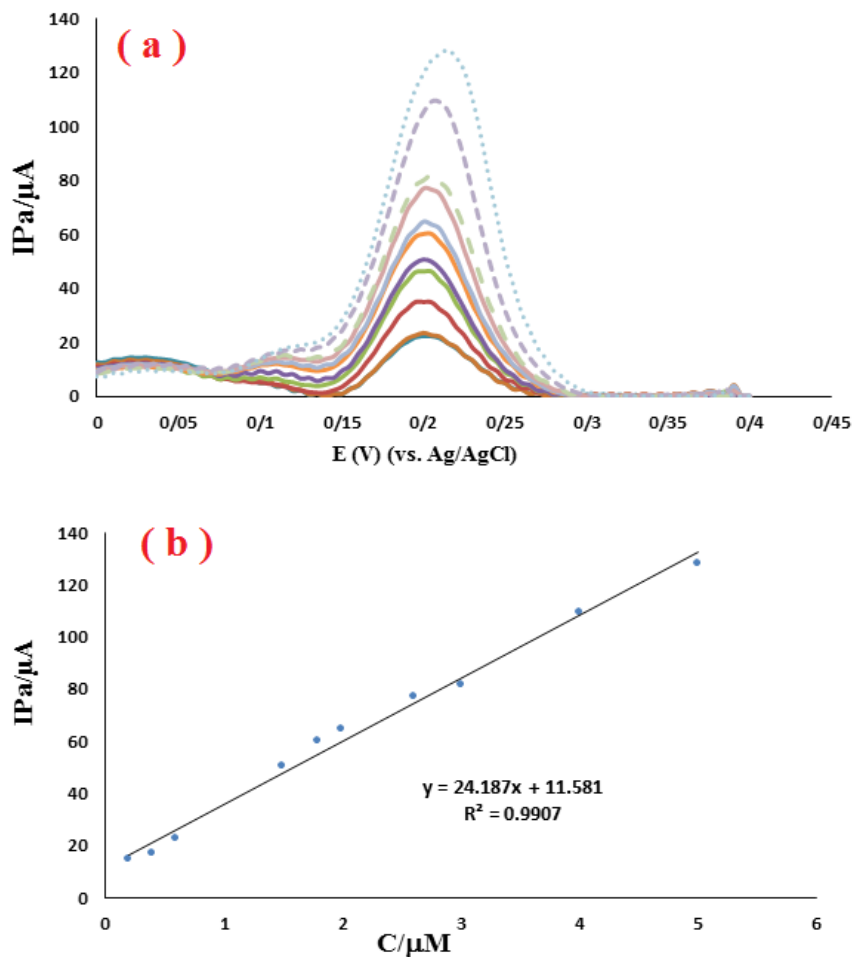 ( a )
140
120
100
80
60
40
20
0
IPa/µA
0 0/05 0/1 0/15 0/2 0/25 0/3 0/35 0/4 0/45
E (V) (vs. Ag/AgCl)
( b )
140
120
100
80
60
40
20
0
IPa/µA
y = 24.187x + 11.581
R² = 0.9907
0 1 2 3 4 5 6
C/µM